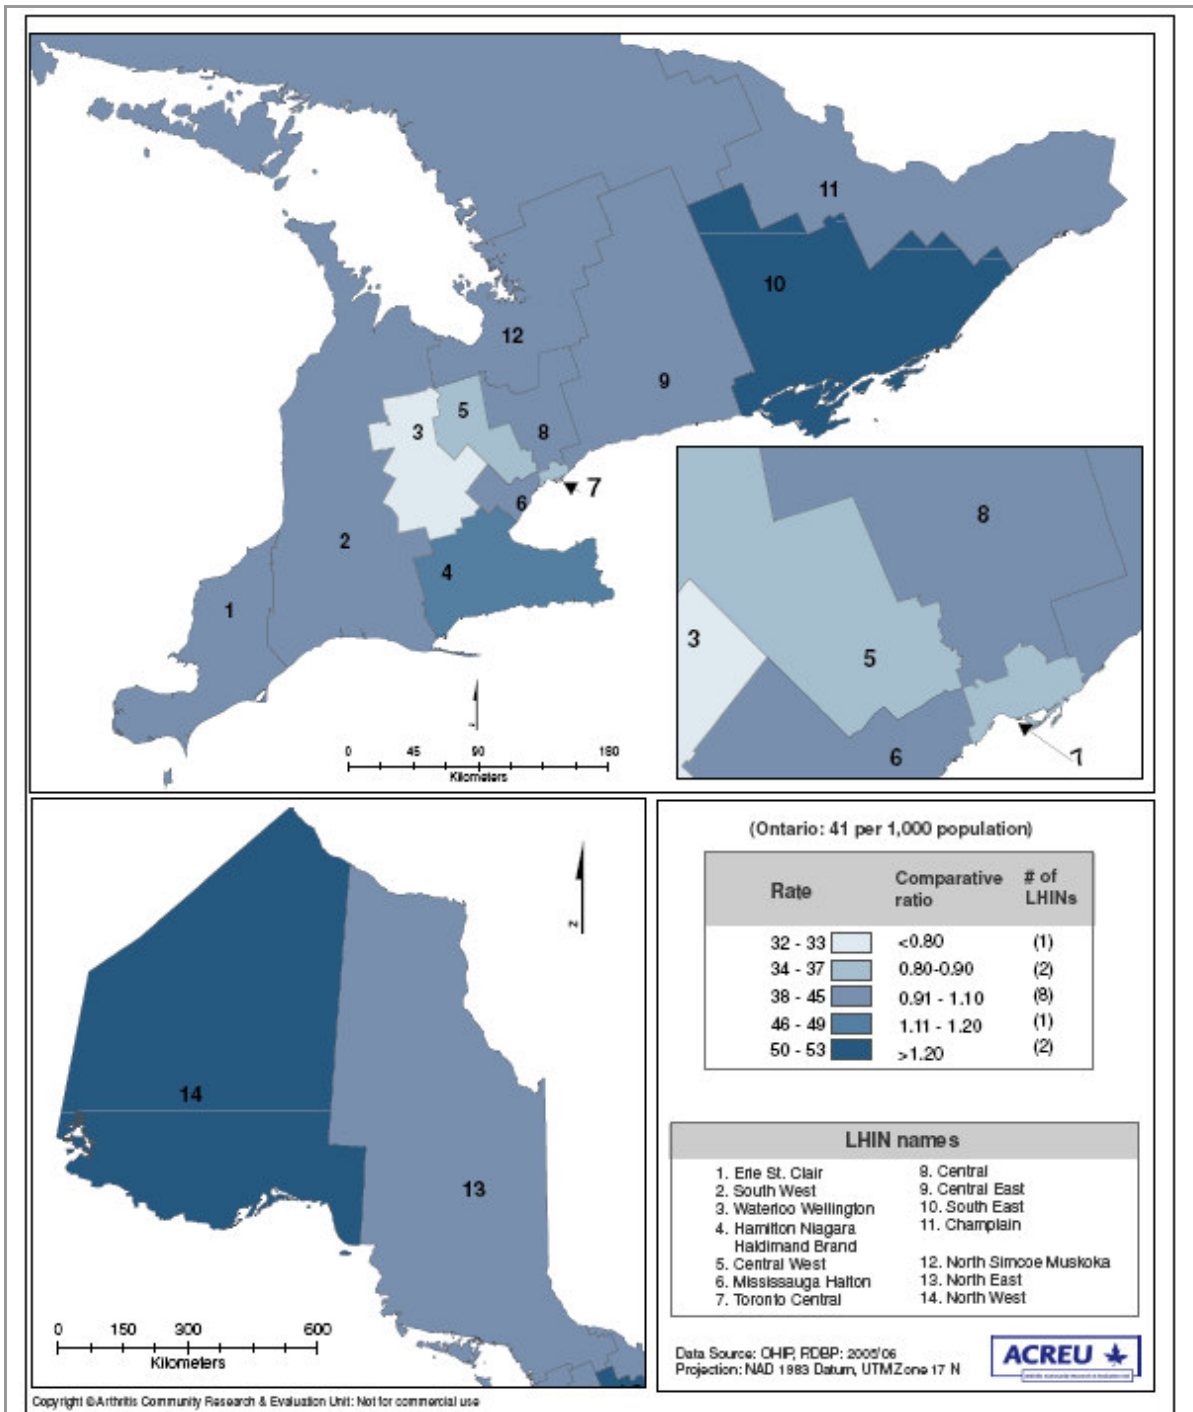 11
10
12
9
5
3
8
7
6
2
4
1
0 45 90 180
Kilometers
8
3
5
6
7
z
14
13
0 150 300 600
Kilometers
(Ontario: 41 per 1,000 population)
Rate Comparative ratio # of LHINs
32 - 33 <0.80 (1)
34 - 37 0.80-0.90 (2)
38 - 45 0.91 - 1.10 (8)
46 - 49 1.11 - 1.20 (1)
50 - 53 >1.20 (2)
LHIN names
1. Erie St. Clair
2. South West
3. Waterloo Wellington
4. Hamilton Niagara
Haldimand Brand
5. Central West
6. Mississauga Halton
7. Toronto Central
8. Central
9. Central East
10. South East
11. Champlain
12. North Simcoe Muskoka
13. North East
14. North West
Data Source: OHIP, RDBP: 2005/06
Projection: NAD 1983 Datum, UTM Zone 17 N
ACREU
Copyright ©Arthritis Community Research & Evaluation Unit: Not for commercial use